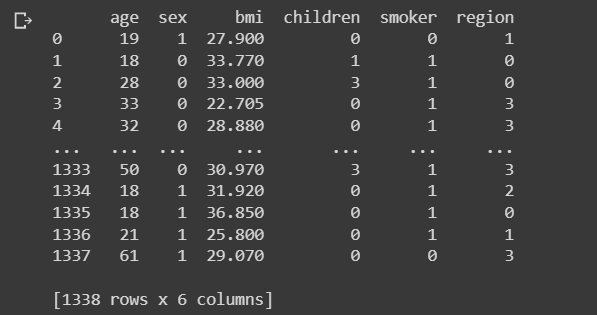 age sex bmi children smoker region
0 19 1 27.900 0 0 1
1 18 0 33.770 1 1 0
2 28 0 33.000 3 1 0
3 33 0 22.705 0 1 3
4 32 0 28.880 0 1 3
... ... ... ... ... ... ...
1333 50 0 30.970 3 1 3
1334 18 1 31.920 0 1 2
1335 18 1 36.850 0 1 0
1336 21 1 25.800 0 1 1
1337 61 1 29.070 0 0 3
[1338 rows x 6 columns]